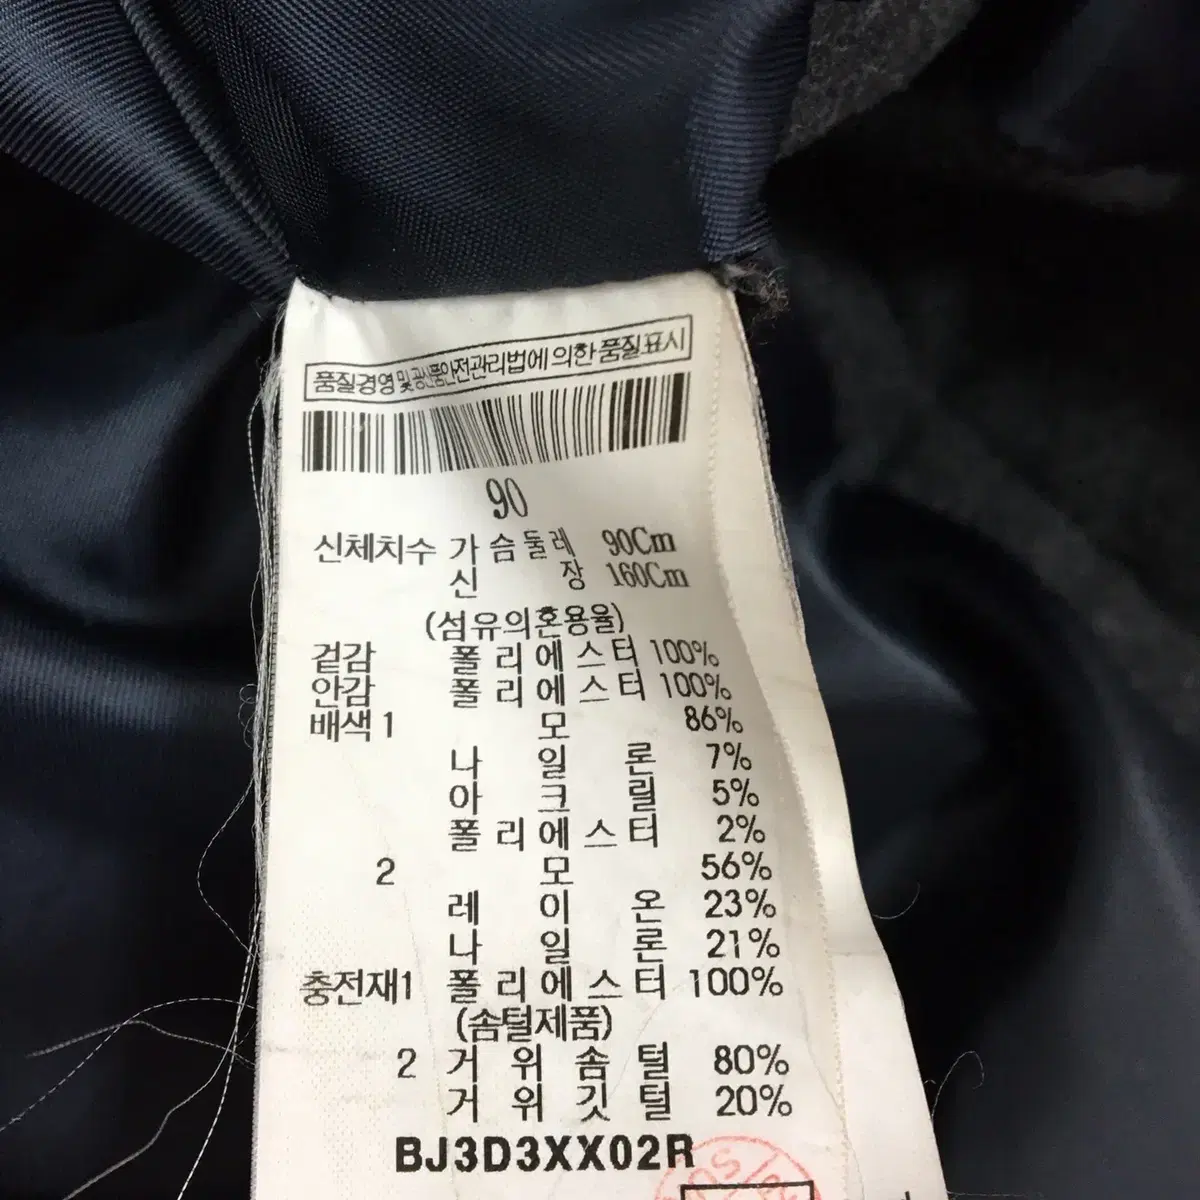 품질경영 및 공산품안전관리법에 의한 품질표시
90
신체치수 가슴둘레 90Cm
신장 160Cm
(섬유의혼용율)
겉감 폴리에스터 100%
안감 폴리에스터 100%
배색1 모 86%
나일론 7%
아크릴 5%
폴리에스터 2%
2 모 56%
레이온 23%
나일론 21%
충전재1 폴리에스터 100%
(솜털제품)
2 거위솜털 80%
거위깃털 20%
BJ3D3XX02R